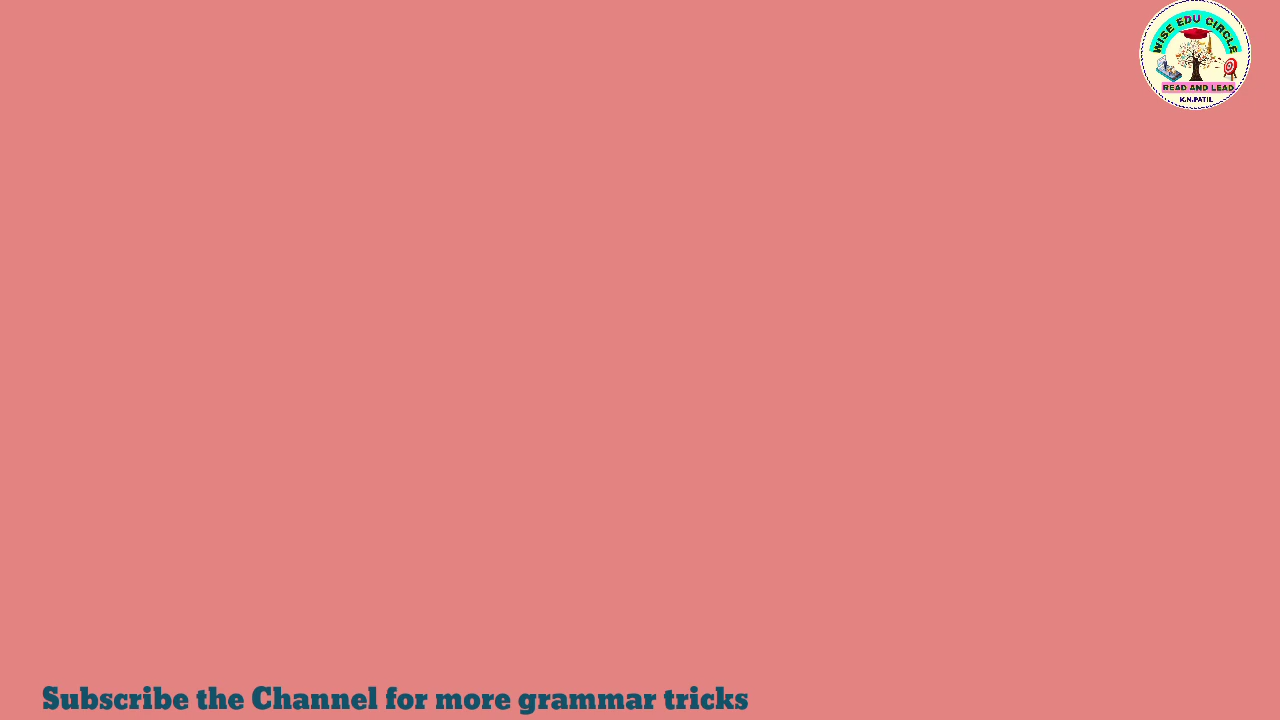 WISE EDU CIRCLE
READ AND LEAD
K.N.PATIL
Subscribe the Channel for more grammar tricks